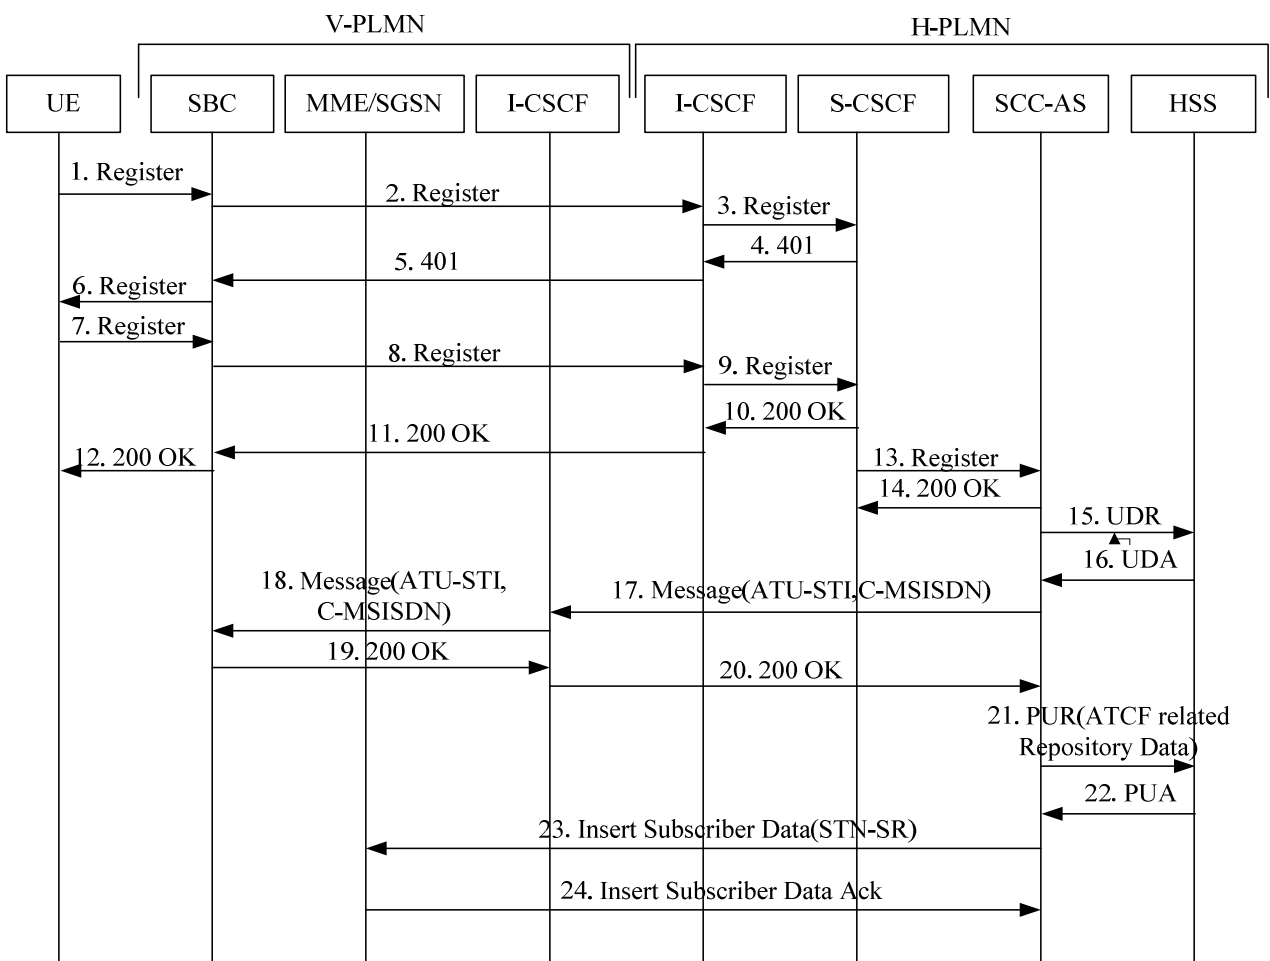 V-PLMN
H-PLMN
UE
SBC
MME/SGSN
I-CSCF
I-CSCF
S-CSCF
SCC-AS
HSS
1. Register
2. Register
3. Register
4. 401
5. 401
6. Register
7. Register
8. Register
9. Register
10. 200 OK
11. 200 OK
12. 200 OK
13. Register
14. 200 OK
15. UDR
16. UDA
17. Message(ATU-STI,C-MSISDN)
18. Message(ATU-STI,
C-MSISDN)
19. 200 OK
20. 200 OK
21. PUR(ATCF related
Repository Data)
22. PUA
23. Insert Subscriber Data(STN-SR)
24. Insert Subscriber Data Ack